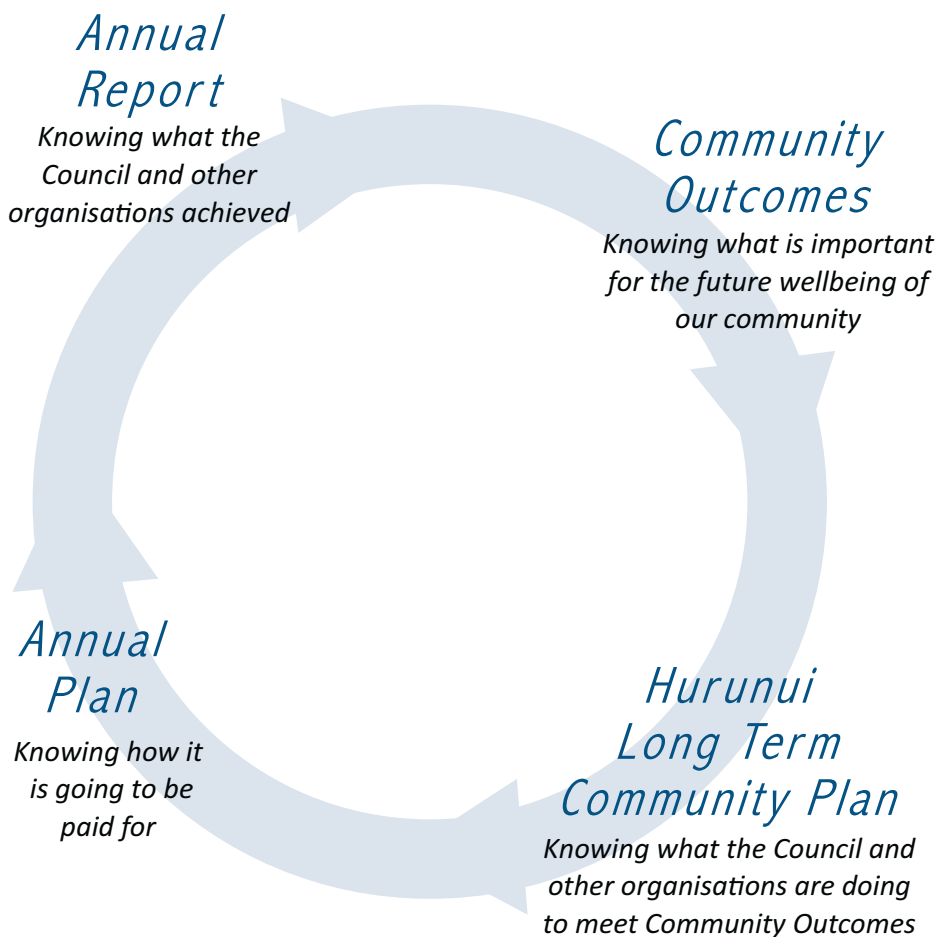 Annual
Report
Knowing what the
Council and other
organisations achieved
Community
Outcomes
Knowing what is important
for the future wellbeing of
our community
Annual
Plan
Knowing how it
is going to be
paid for
Hurunui
Long Term
Community Plan
Knowing what the Council and
other organisations are doing
to meet Community Outcomes